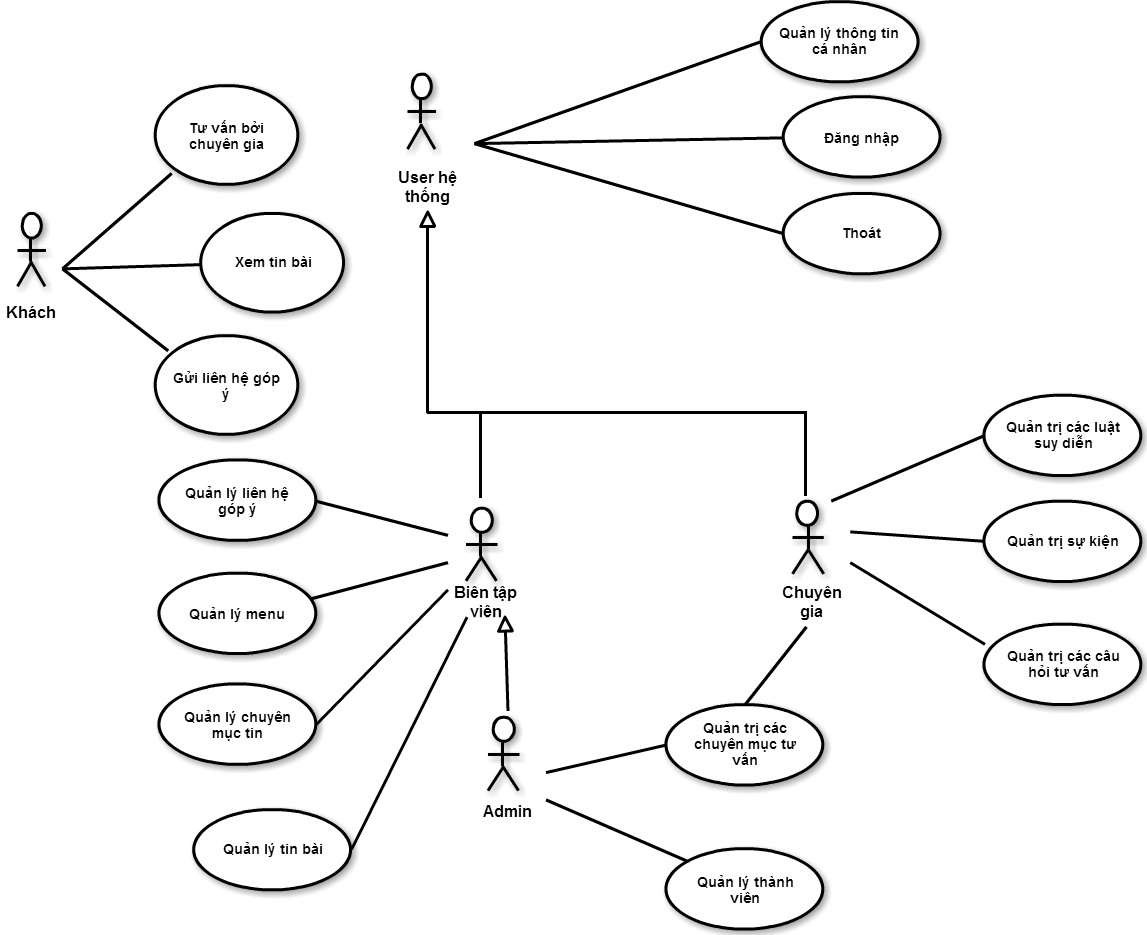 Quản lý thông tin
cá nhân
Tư vấn bởi
chuyên gia
Đăng nhập
User hệ
thống
Thoát
Xem tin bài
Khách
Gửi liên hệ góp
ý
Quản trị các luật
suy diễn
Quản lý liên hệ
góp ý
Quản trị sự kiện
Biên tập
viên
Chuyên
gia
Quản lý menu
Quản trị các câu
hỏi tư vấn
Quản lý chuyên
mục tin
Quản trị các
chuyên mục tư
vấn
Admin
Quản lý tin bài
Quản lý thành
viên